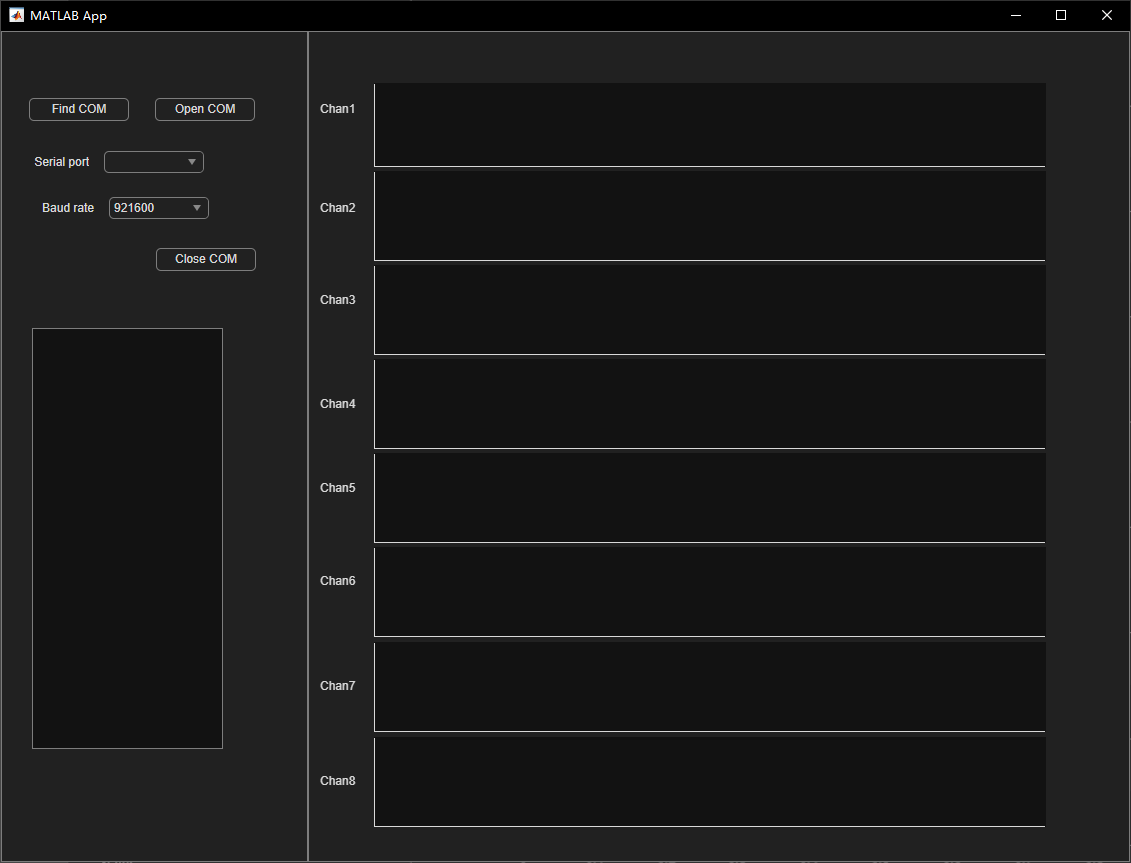 MATLAB App
Find COM
Open COM
Serial port
Baud rate
921600
Close COM
Chan1
Chan2
Chan3
Chan4
Chan5
Chan6
Chan7
Chan8